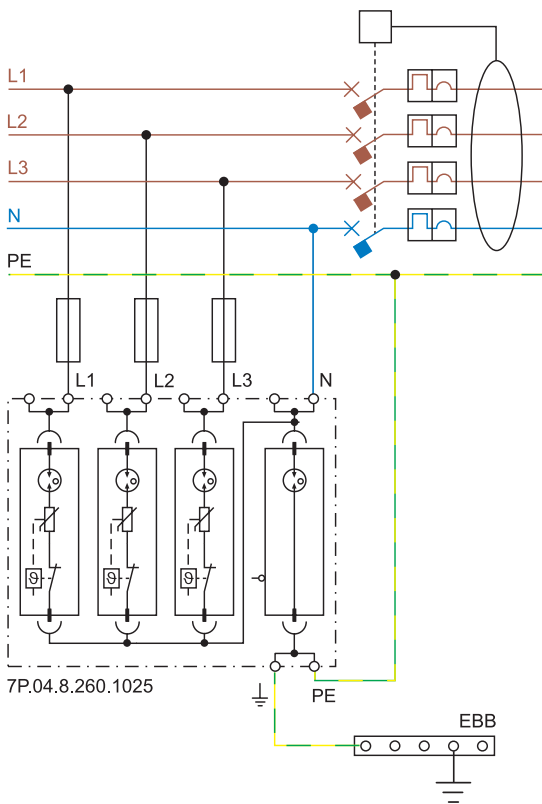 L1
L2
L3
N
PE
L1 L2 L3 N
ϑ ϑ ϑ
7P.04.8.260.1025
PE
EBB